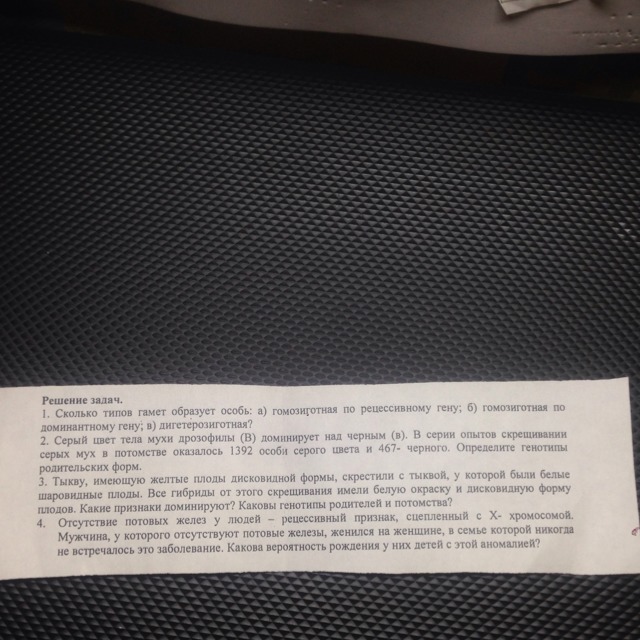 Решение задач.
1. Сколько типов гамет образует особь: а) гомозиготная по рецессивному гену; б) гомозиготная по
доминантному гену; в) дигетерозиготная?
2. Серый цвет тела мухи дрозофилы (В) доминирует над черным (в). В серии опытов скрещивании
серых мух в потомстве оказалось 1392 особи серого цвета и 467- черного. Определите генотипы
родительских форм.
3. Тыкву, имеющую желтые плоды дисковидной формы, скрестили с тыквой, у которой были белые
шаровидные плоды. Все гибриды от этого скрещивания имели белую окраску и дисковидную форму
плодов. Какие признаки доминируют? Каковы генотипы родителей и потомства?
4. Отсутствие потовых желез у людей – рецессивный признак, сцепленный с Х- хромосомой.
Мужчина, у которого отсутствуют потовые железы, женился на женщине, в семье которой никогда
не встречалось это заболевание. Какова вероятность рождения у них детей с этой аномалией?